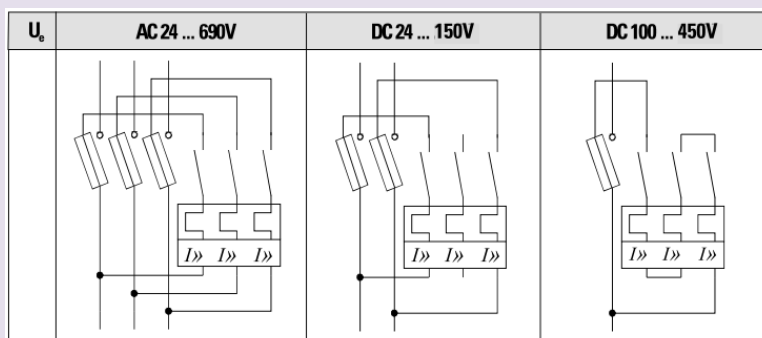 Ue AC 24 ... 690V DC 24 ... 150V DC 100 ... 450V
I» I» I» I» I» I» I» I» I»